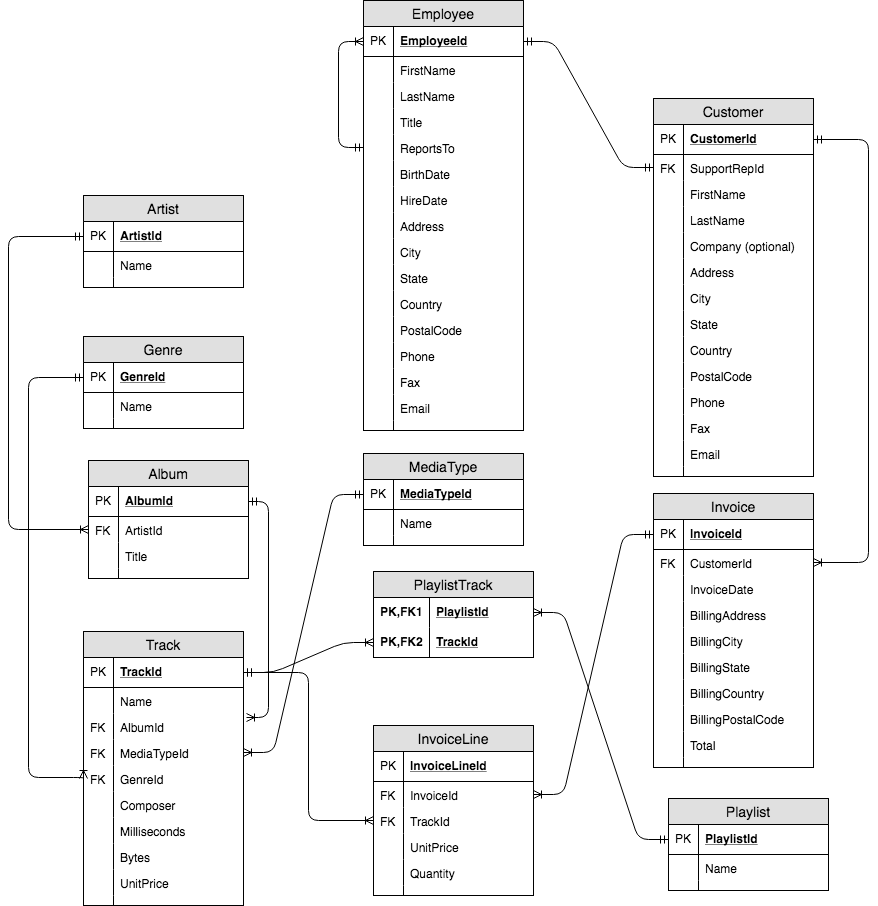 Employee
PK EmployeeId
FirstName
LastName
Title
ReportsTo
BirthDate
HireDate
Address
City
State
Country
PostalCode
Phone
Fax
Email
Customer
PK CustomerId
FK SupportRepId
FirstName
LastName
Company (optional)
Address
City
State
Country
PostalCode
Phone
Fax
Email
Artist
PK ArtistId
Name
Genre
PK GenreId
Name
Album
PK AlbumId
FK ArtistId
Title
MediaType
PK MediaTypeId
Name
Invoice
PK InvoiceId
FK CustomerId
InvoiceDate
BillingAddress
BillingCity
BillingState
BillingCountry
BillingPostalCode
Total
PlaylistTrack
PK,FK1 PlaylistId
PK,FK2 TrackId
Track
PK TrackId
Name
FK AlbumId
FK MediaTypeId
FK GenreId
Composer
Milliseconds
Bytes
UnitPrice
InvoiceLine
PK InvoiceLineId
FK InvoiceId
FK TrackId
UnitPrice
Quantity
Playlist
PK PlaylistId
Name